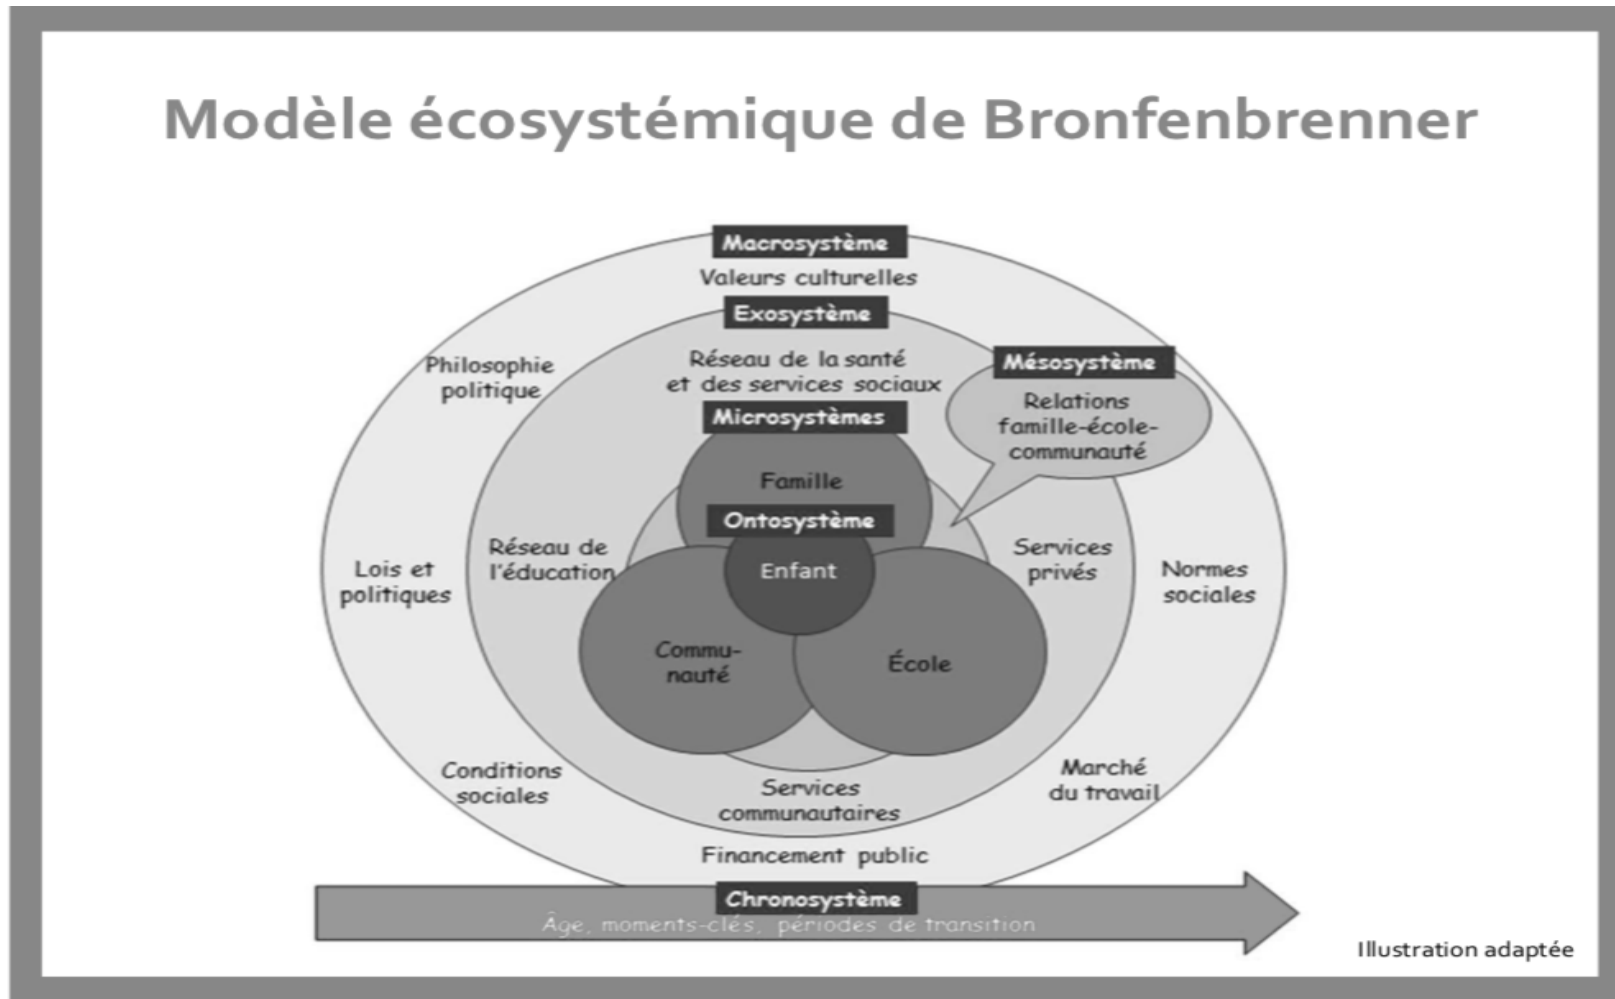 Modèle écosystémique de Bronfenbrenner
Macrosystème
Valeurs culturelles
Exosystème
Philosophie
politique
Réseau de la santé
et des services sociaux
Mésosystème
Relations
famille-école-
communauté
Microsystèmes
Famille
Ontosystème
Enfant
Réseau de
l'éducation
Services
privés
Lois et
politiques
Normes
sociales
Commu-
nauté
École
Conditions
sociales
Services
communautaires
Marché
du travail
Financement public
Chronosystème
Âge, moments-clés, périodes de transition
Illustration adaptée